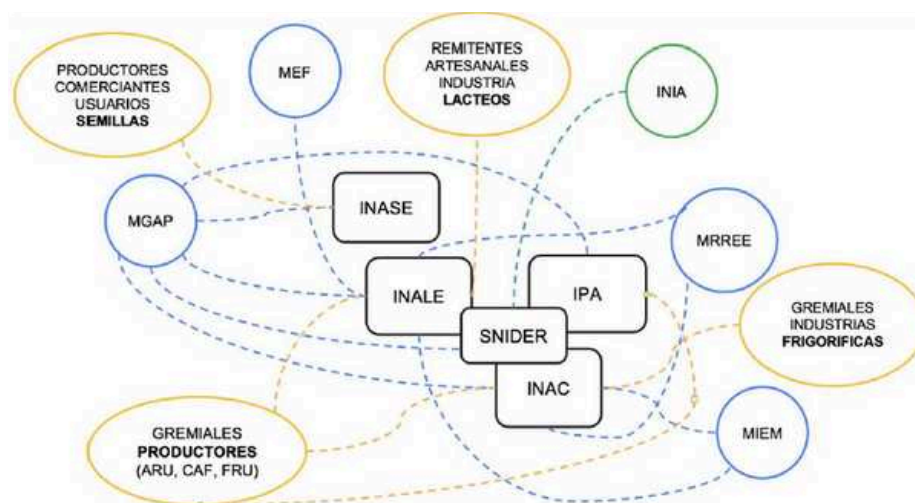 PRODUCTORES
COMERCIANTES
USUARIOS
SEMILLAS
MEF
REMITENTES
ARTESANALES
INDUSTRIA
LACTEOS
INIA
MGAP
INASE
MRREE
INALE
IPA
SNIDER
INAC
GREMIALES
INDUSTRIAS
FRIGORIFICAS
GREMIALES
PRODUCTORES
(ARU, CAF, FRU)
MIEM